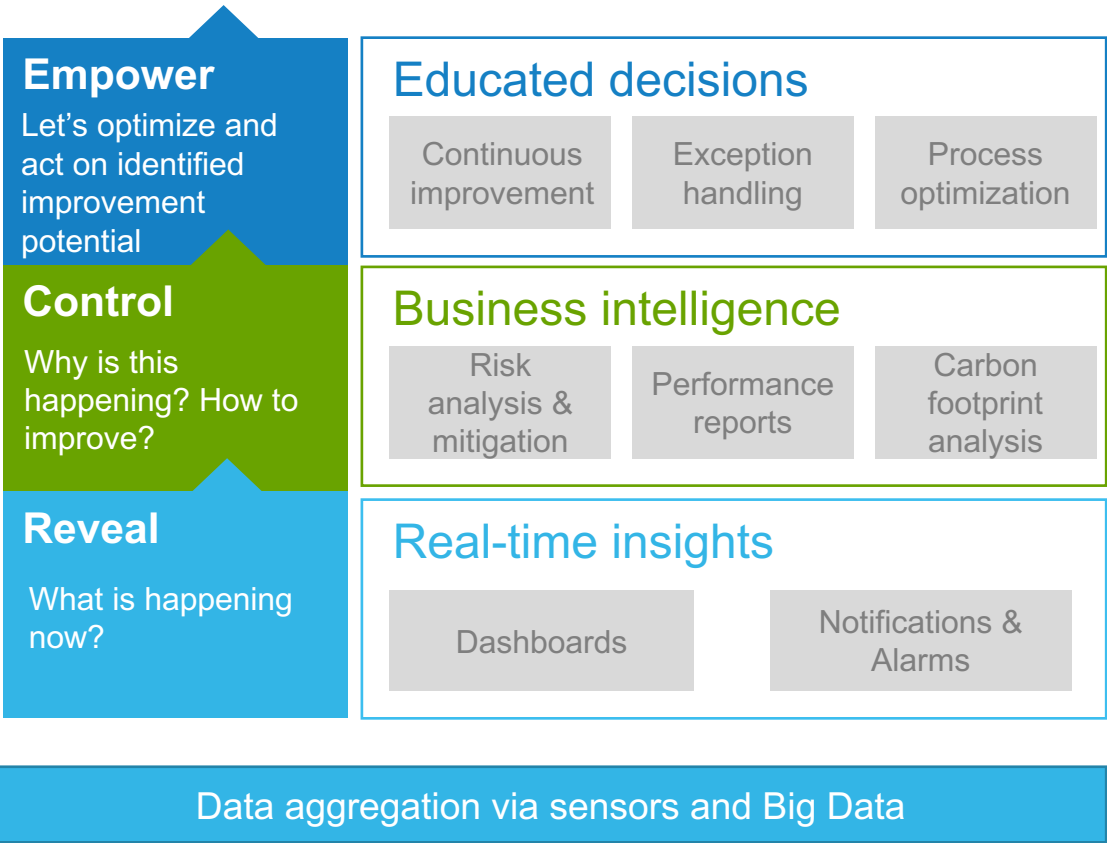 Empower
Let’s optimize and
act on identified
improvement
potential
Educated decisions
Continuous
improvement
Exception
handling
Process
optimization
Control
Why is this
happening? How to
improve?
Business intelligence
Risk
analysis &
mitigation
Performance
reports
Carbon
footprint
analysis
Reveal
What is happening
now?
Real-time insights
Dashboards
Notifications &
Alarms
Data aggregation via sensors and Big Data